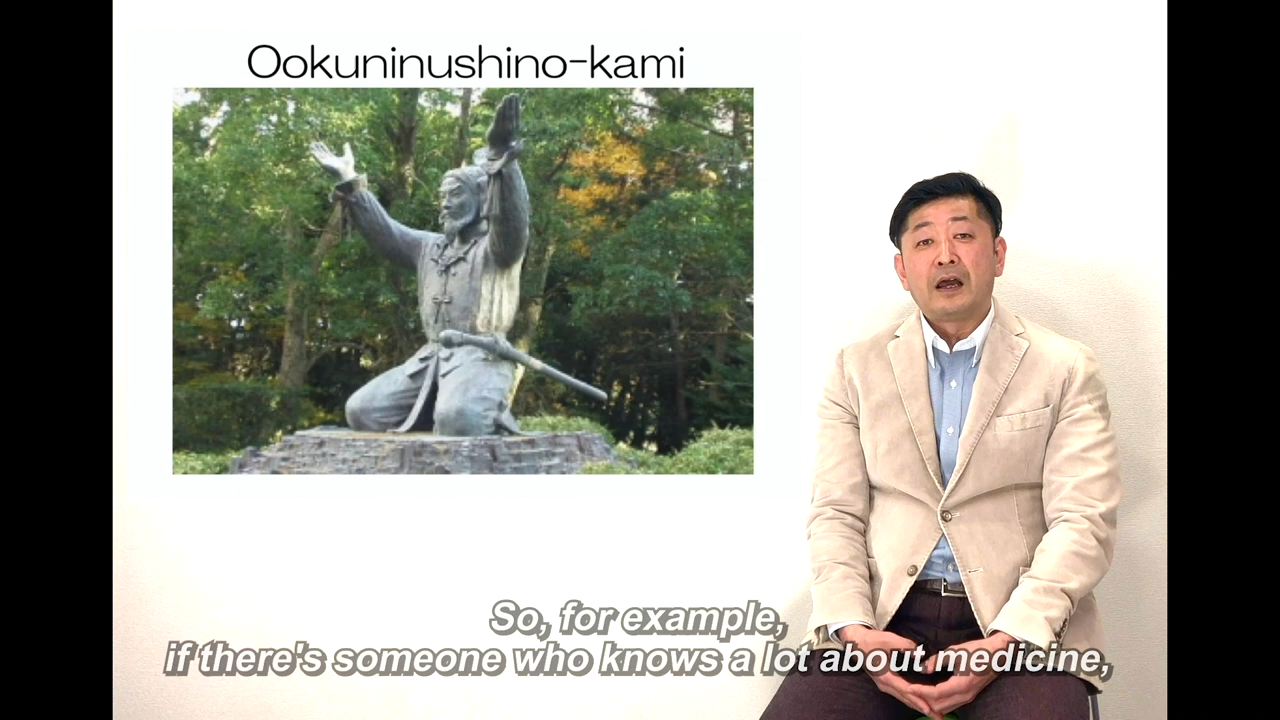 Ookuninushino-kami
So, for example,
if there's someone who knows a lot about medicine,